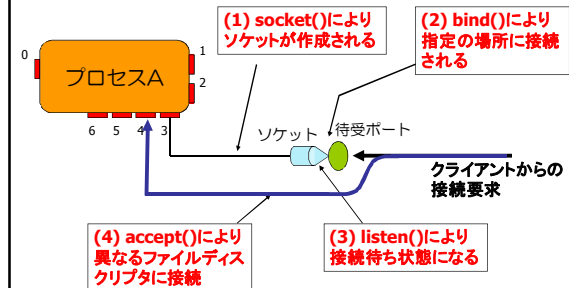 (1) socket()により
ソケットが作成される
(2) bind()により
指定の場所に接続
される
0
1
プロセスA
2
6 5 4 3
ソケット
待受ポート
クライアントからの
接続要求
(4) accept()により
異なるファイルディス
クリプタに接続
(3) listen()により
接続待ち状態になる